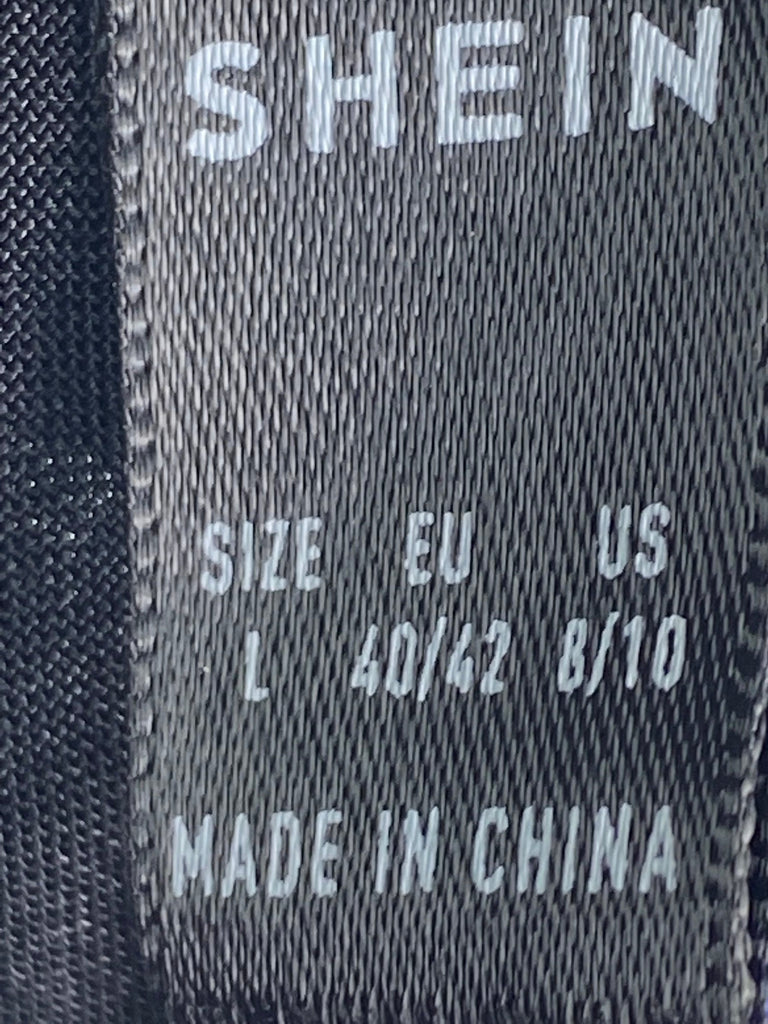 SHEIN
SIZE EU US
L 40/42 8/10
MADE IN CHINA